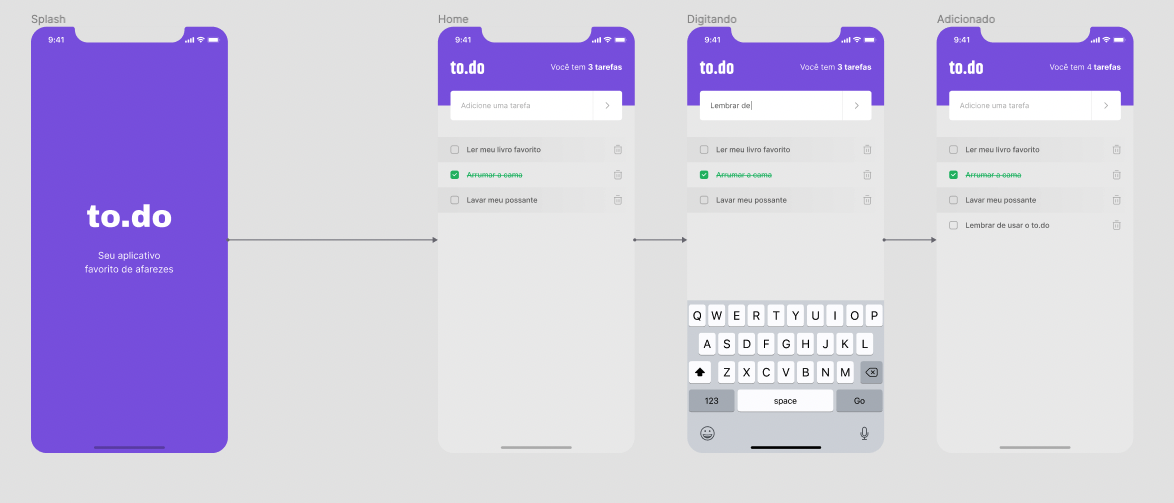 Splash
9:41
to.do
Seu aplicativo
favorito de afarezes
Home
9:41
to.do
Você tem 3 tarefas
Adicione uma tarefa
Ler meu livro favorito
Arrumar a cama
Lavar meu possante
Digitando
9:41
to.do
Você tem 3 tarefas
Lembrar de
Ler meu livro favorito
Arrumar a cama
Lavar meu possante
Q W E R T Y U I O P
A S D F G H J K L
Z X C V B N M
123 space Go
Adicionado
9:41
to.do
Você tem 4 tarefas
Adicione uma tarefa
Ler meu livro favorito
Arrumar a cama
Lavar meu possante
Lembrar de usar o to.do